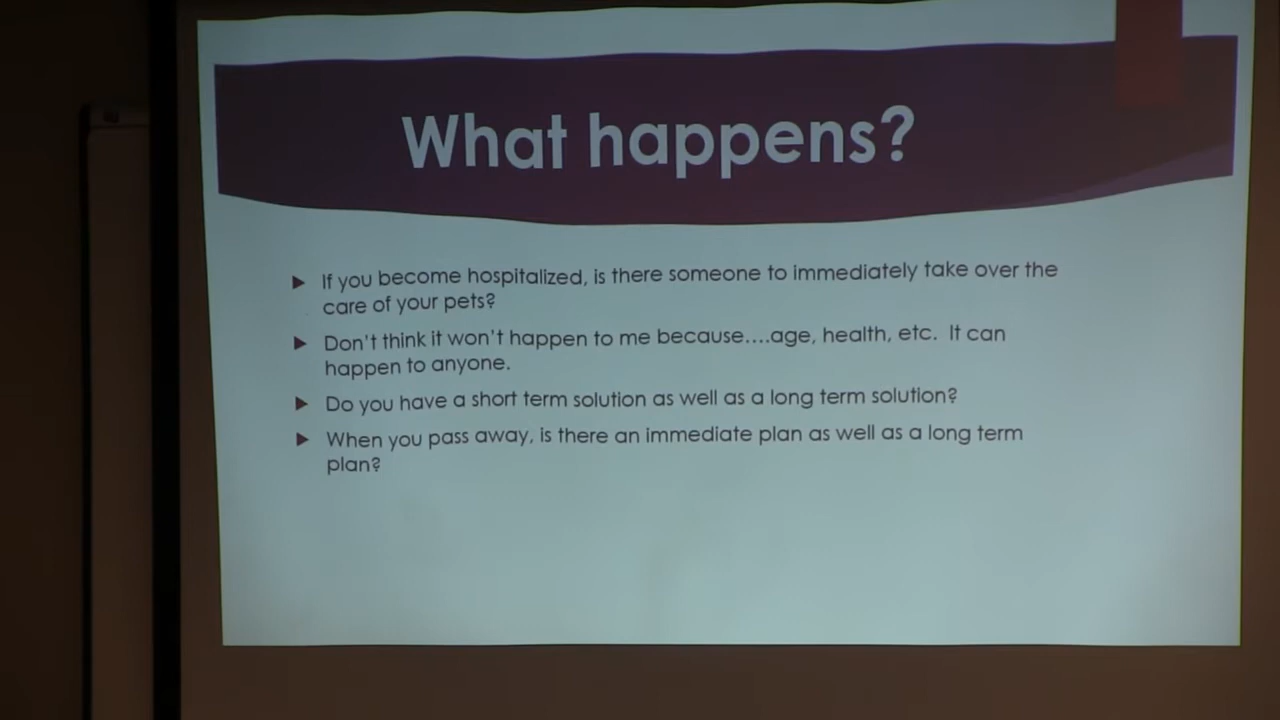 What happens?
If you become hospitalized, is there someone to immediately take over the
care of your pets?
Don't think it won't happen to me because....age, health, etc.  It can
happen to anyone.
Do you have a short term solution as well as a long term solution?
When you pass away, is there an immediate plan as well as a long term
plan?